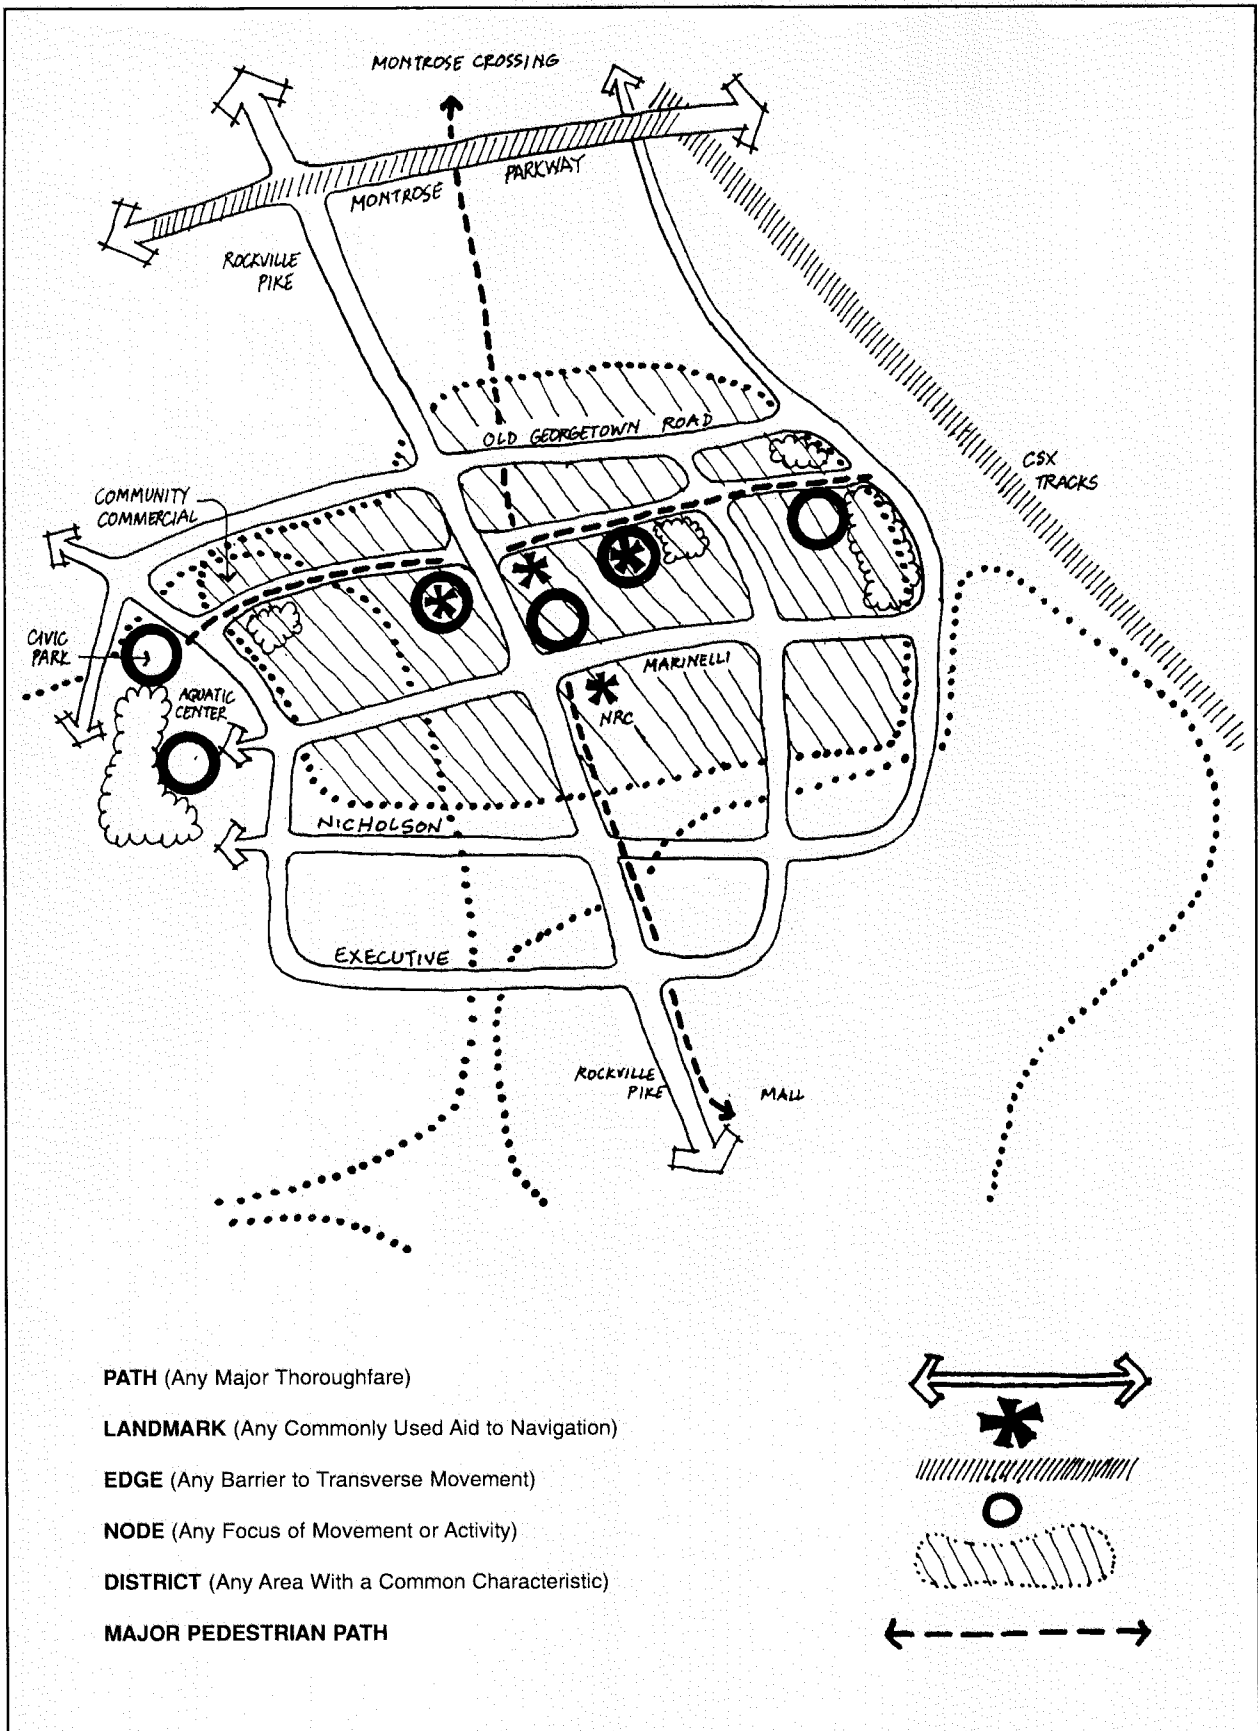 MONTROSE CROSSING
MONTROSE
PARKWAY
ROCKVILLE
PIKE
OLD GEORGETOWN ROAD
CSX
TRACKS
COMMUNITY
COMMERCIAL
CIVIC
PARK
AQUATIC
CENTER
MARINELLI
NRC
NICHOLSON
EXECUTIVE
ROCKVILLE
PIKE
MALL
PATH (Any Major Thoroughfare)
LANDMARK (Any Commonly Used Aid to Navigation)
EDGE (Any Barrier to Transverse Movement)
NODE (Any Focus of Movement or Activity)
DISTRICT (Any Area With a Common Characteristic)
MAJOR PEDESTRIAN PATH